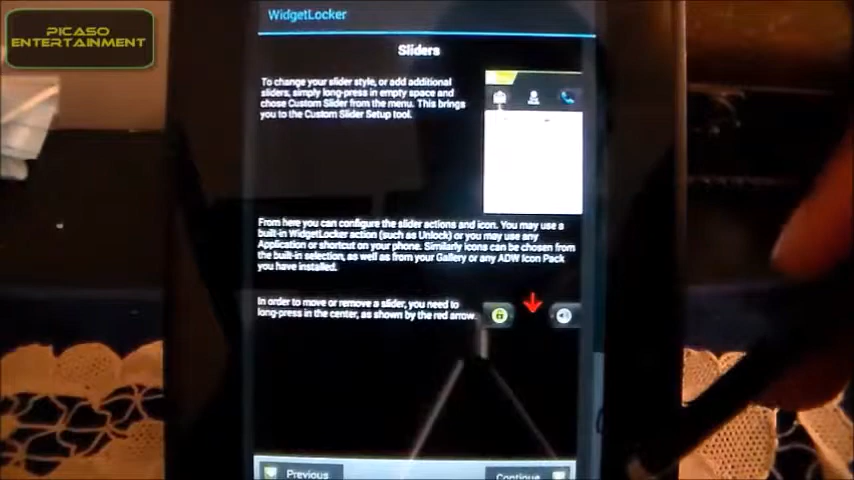 PICASO
ENTERTAINMENT
WidgetLocker
Sliders
To change your slider style, or add additional
sliders, simply long-press in empty space and
chose Custom Slider from the menu. This brings
you to the Custom Slider Setup tool.
From here you can configure the slider actions and icon. You may use a
built-in WidgetLocker action (such as Unlock) or you may use any
Application or shortcut on your phone. Similarly icons can be chosen from
the built-in selection, as well as from your Gallery or any ADW Icon Pack
you have installed.
In order to move or remove a slider, you need to
long-press in the center, as shown by the red arrow.
Previous
Continue